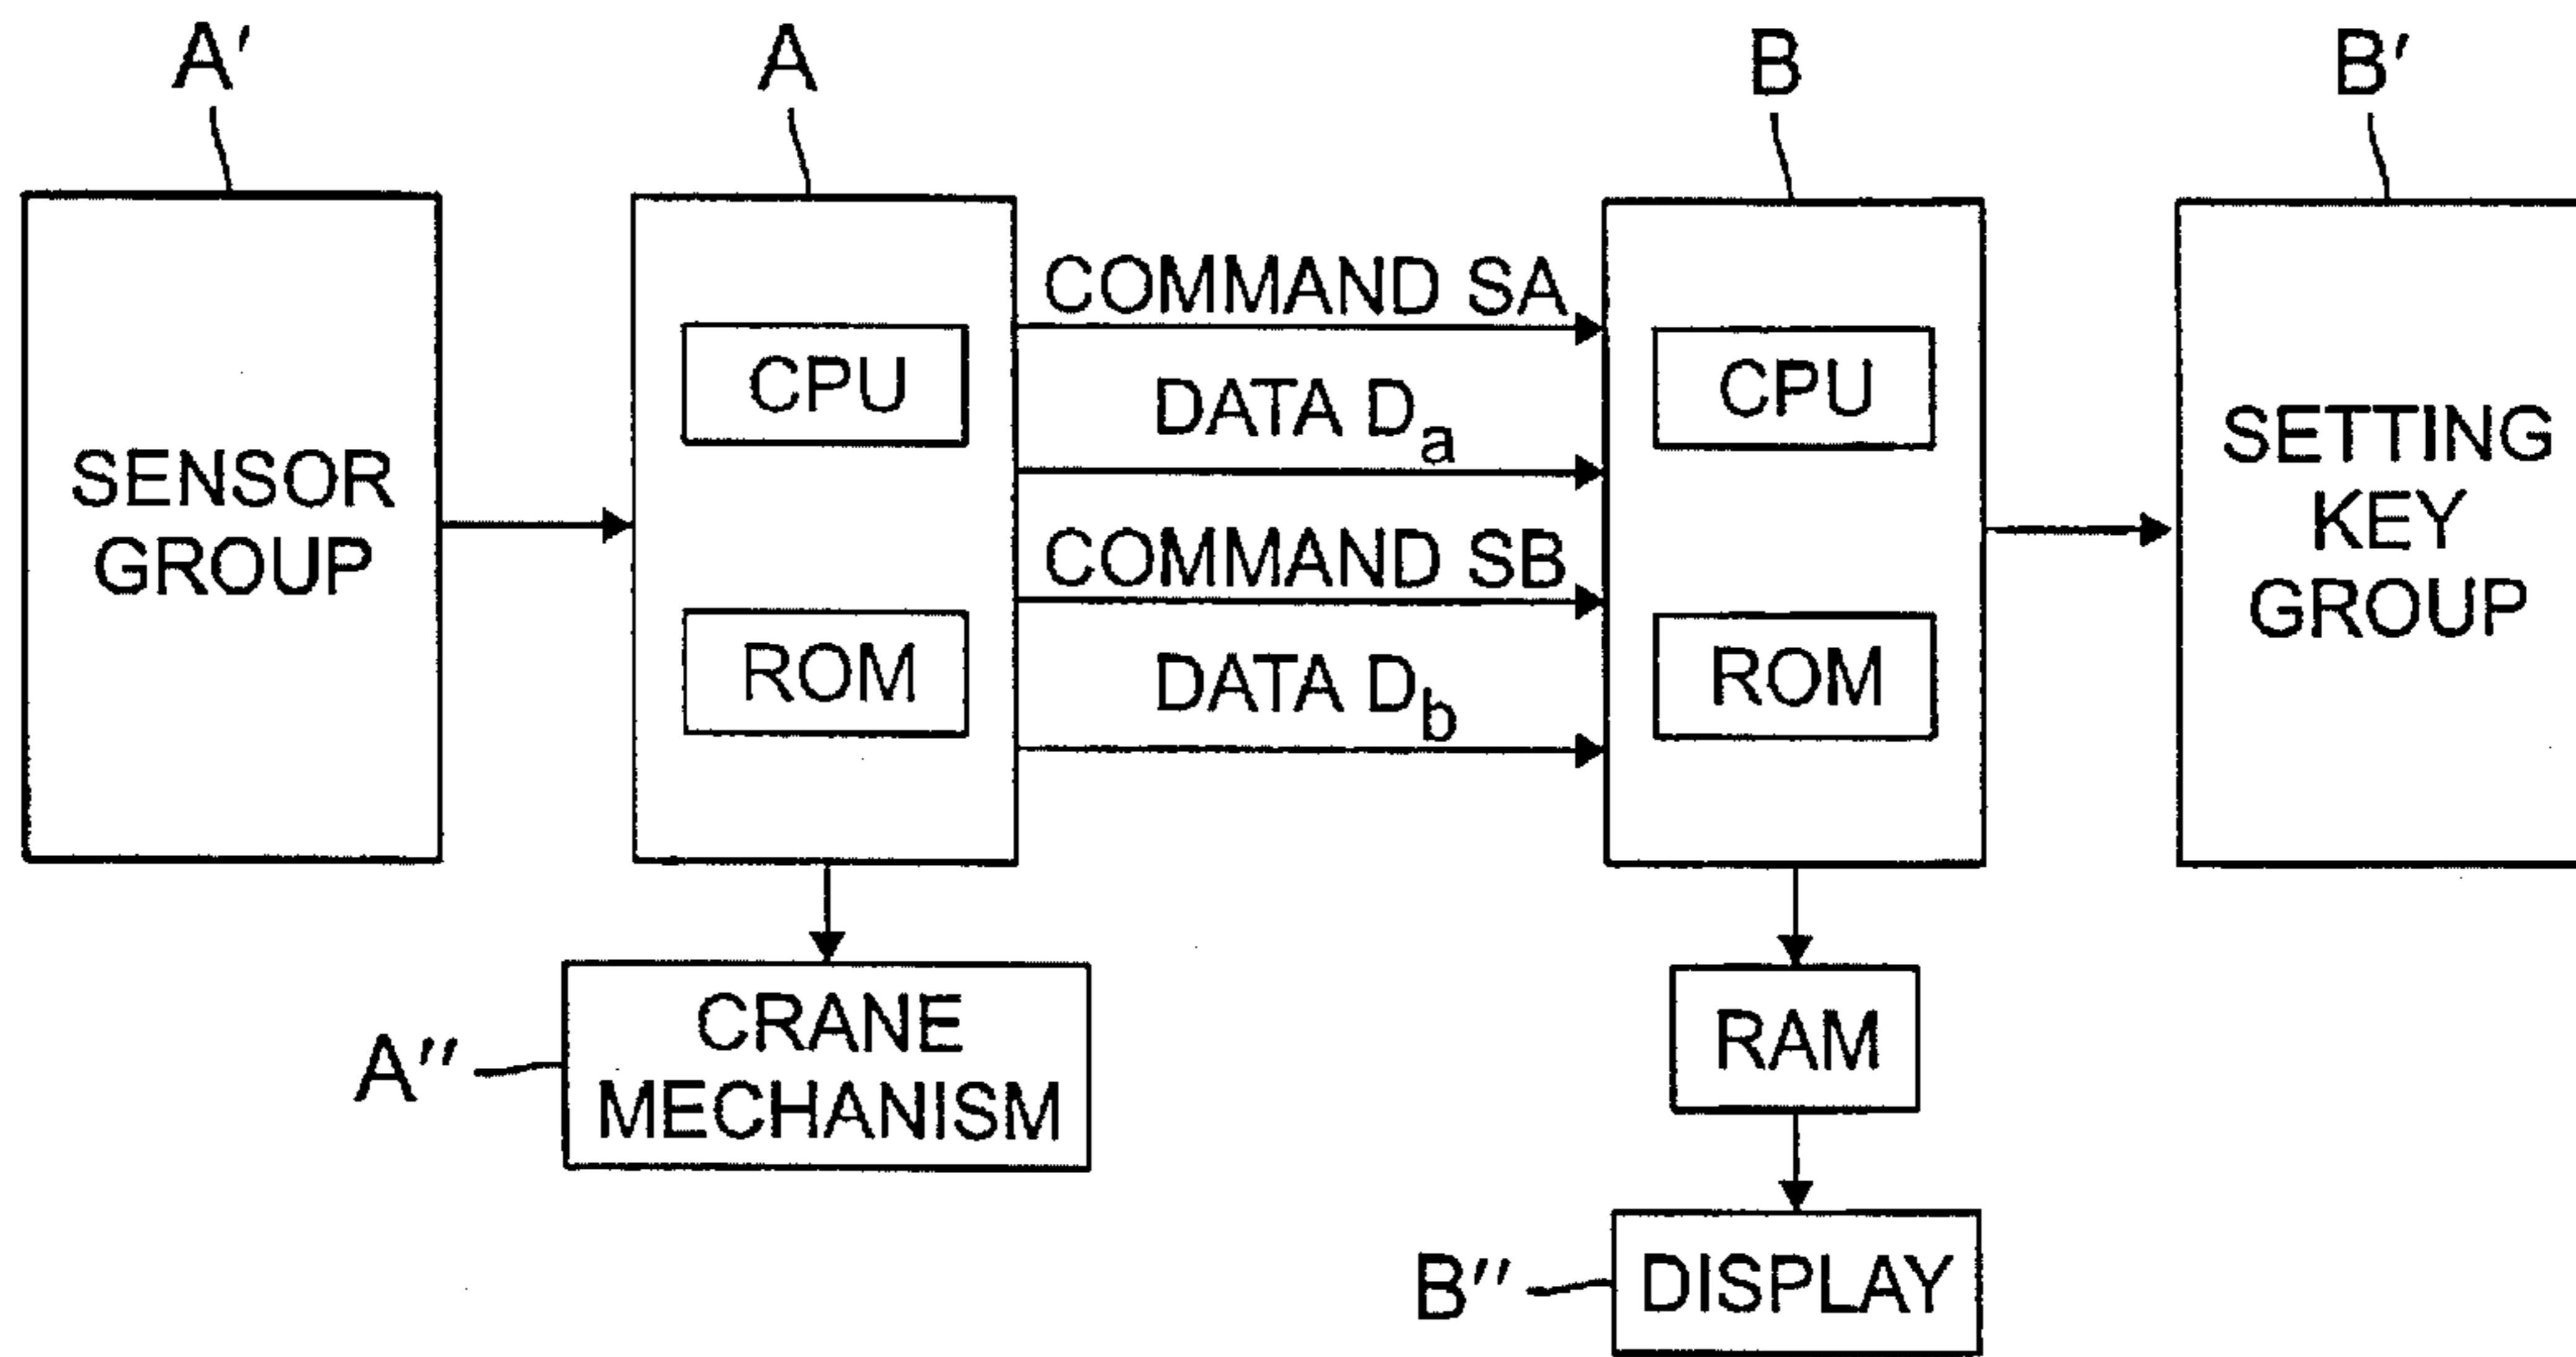 A'
A
B
B'
SENSOR
GROUP
CPU
ROM
COMMAND SA
DATA Da
COMMAND SB
DATA Db
CPU
ROM
SETTING
KEY
GROUP
A''
CRANE
MECHANISM
RAM
B''
DISPLAY